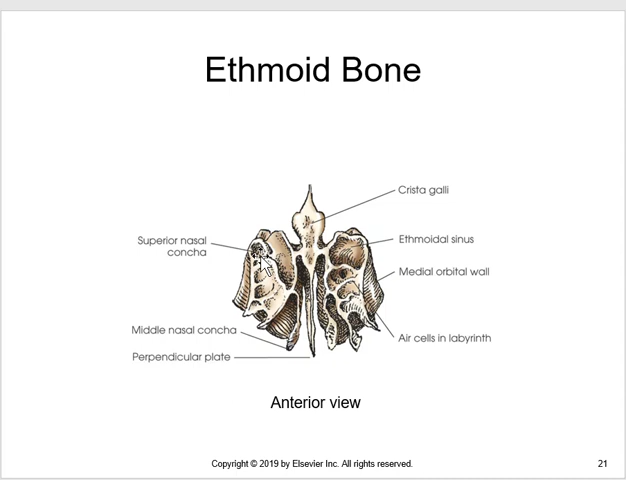 Ethmoid Bone
Crista galli
Superior nasal
concha
Ethmoidal sinus
Medial orbital wall
Middle nasal concha
Air cells in labyrinth
Perpendicular plate
Anterior view
Copyright © 2019 by Elsevier Inc. All rights reserved.
21